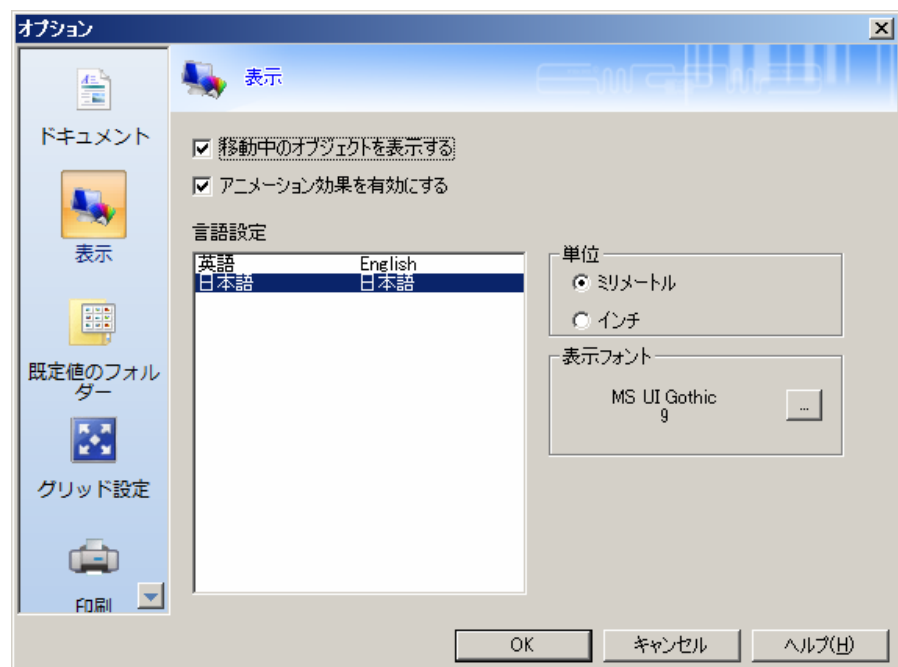 オプション
表示
ドキュメント
表示
既定値のフォル
ダー
グリッド設定
印刷
移動中のオブジェクトを表示する
アニメーション効果を有効にする
言語設定
英語 English
日本語 日本語
単位
ミリメートル
インチ
表示フォント
MS UI Gothic
9
...
OK
キャンセル
ヘルプ(H)